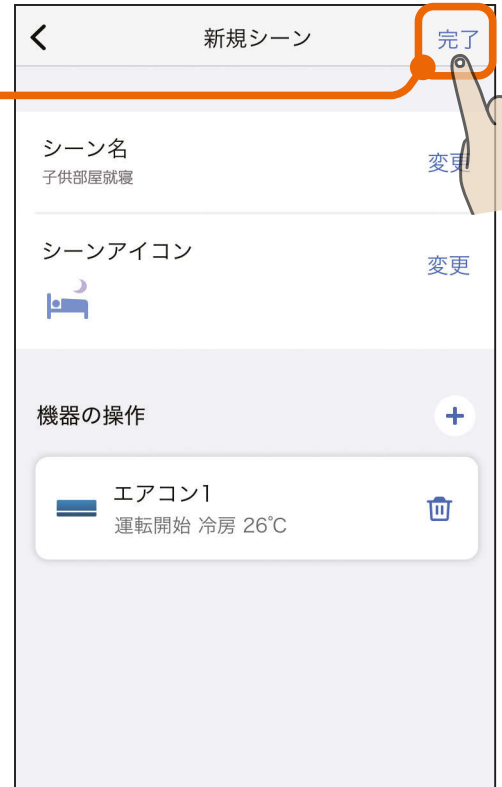 新規シーン
完了
シーン名
変更
子供部屋就寝
シーンアイコン
変更
機器の操作
エアコン1
運転開始 冷房 26℃